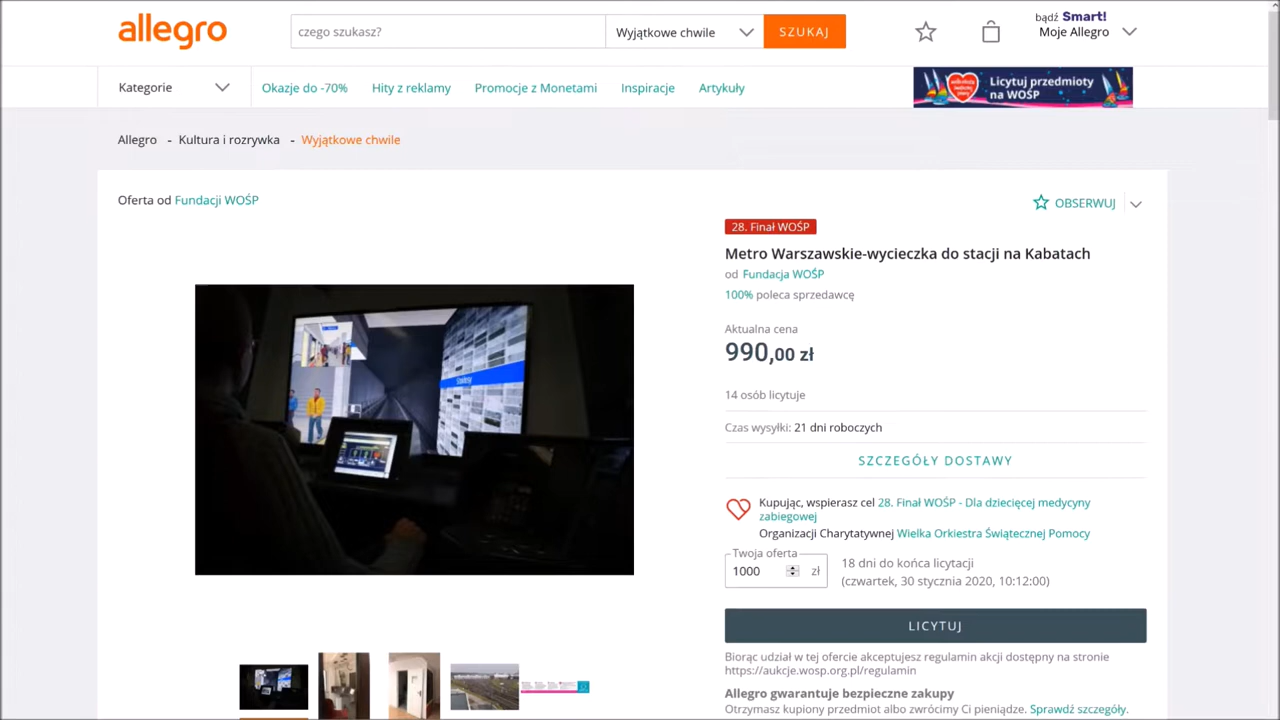 allegro
czego szukasz?
Wyjątkowe chwile
SZUKAJ
bądź Smart!
Moje Allegro
Kategorie
Okazje do -70%
Hity z reklamy
Promocje z Monetami
Inspiracje
Artykuły
Licytuj przedmioty
na WOŚP
Allegro - Kultura i rozrywka - Wyjątkowe chwile
Oferta od Fundacji WOŚP
OBSERWUJ
28. Finał WOŚP
Metro Warszawskie-wycieczka do stacji na Kabatach
od Fundacja WOŚP
100% poleca sprzedawcę
Aktualna cena
990,00 zł
14 osób licytuje
Czas wysyłki: 21 dni roboczych
SZCZEGÓŁY DOSTAWY
Kupując, wspierasz cel 28. Finał WOŚP - Dla dziecięcej medycyny
zabiegowej
Organizacji Charytatywnej Wielka Orkiestra Świątecznej Pomocy
Twoja oferta
1000 zł
18 dni do końca licytacji
(czwartek, 30 stycznia 2020, 10:12:00)
LICYTUJ
Biorąc udział w tej ofercie akceptujesz regulamin akcji dostępny na stronie
https://aukcje.wosp.org.pl/regulamin
Allegro gwarantuje bezpieczne zakupy
Otrzymasz kupiony przedmiot albo zwrócimy Ci pieniądze. Sprawdź szczegóły.